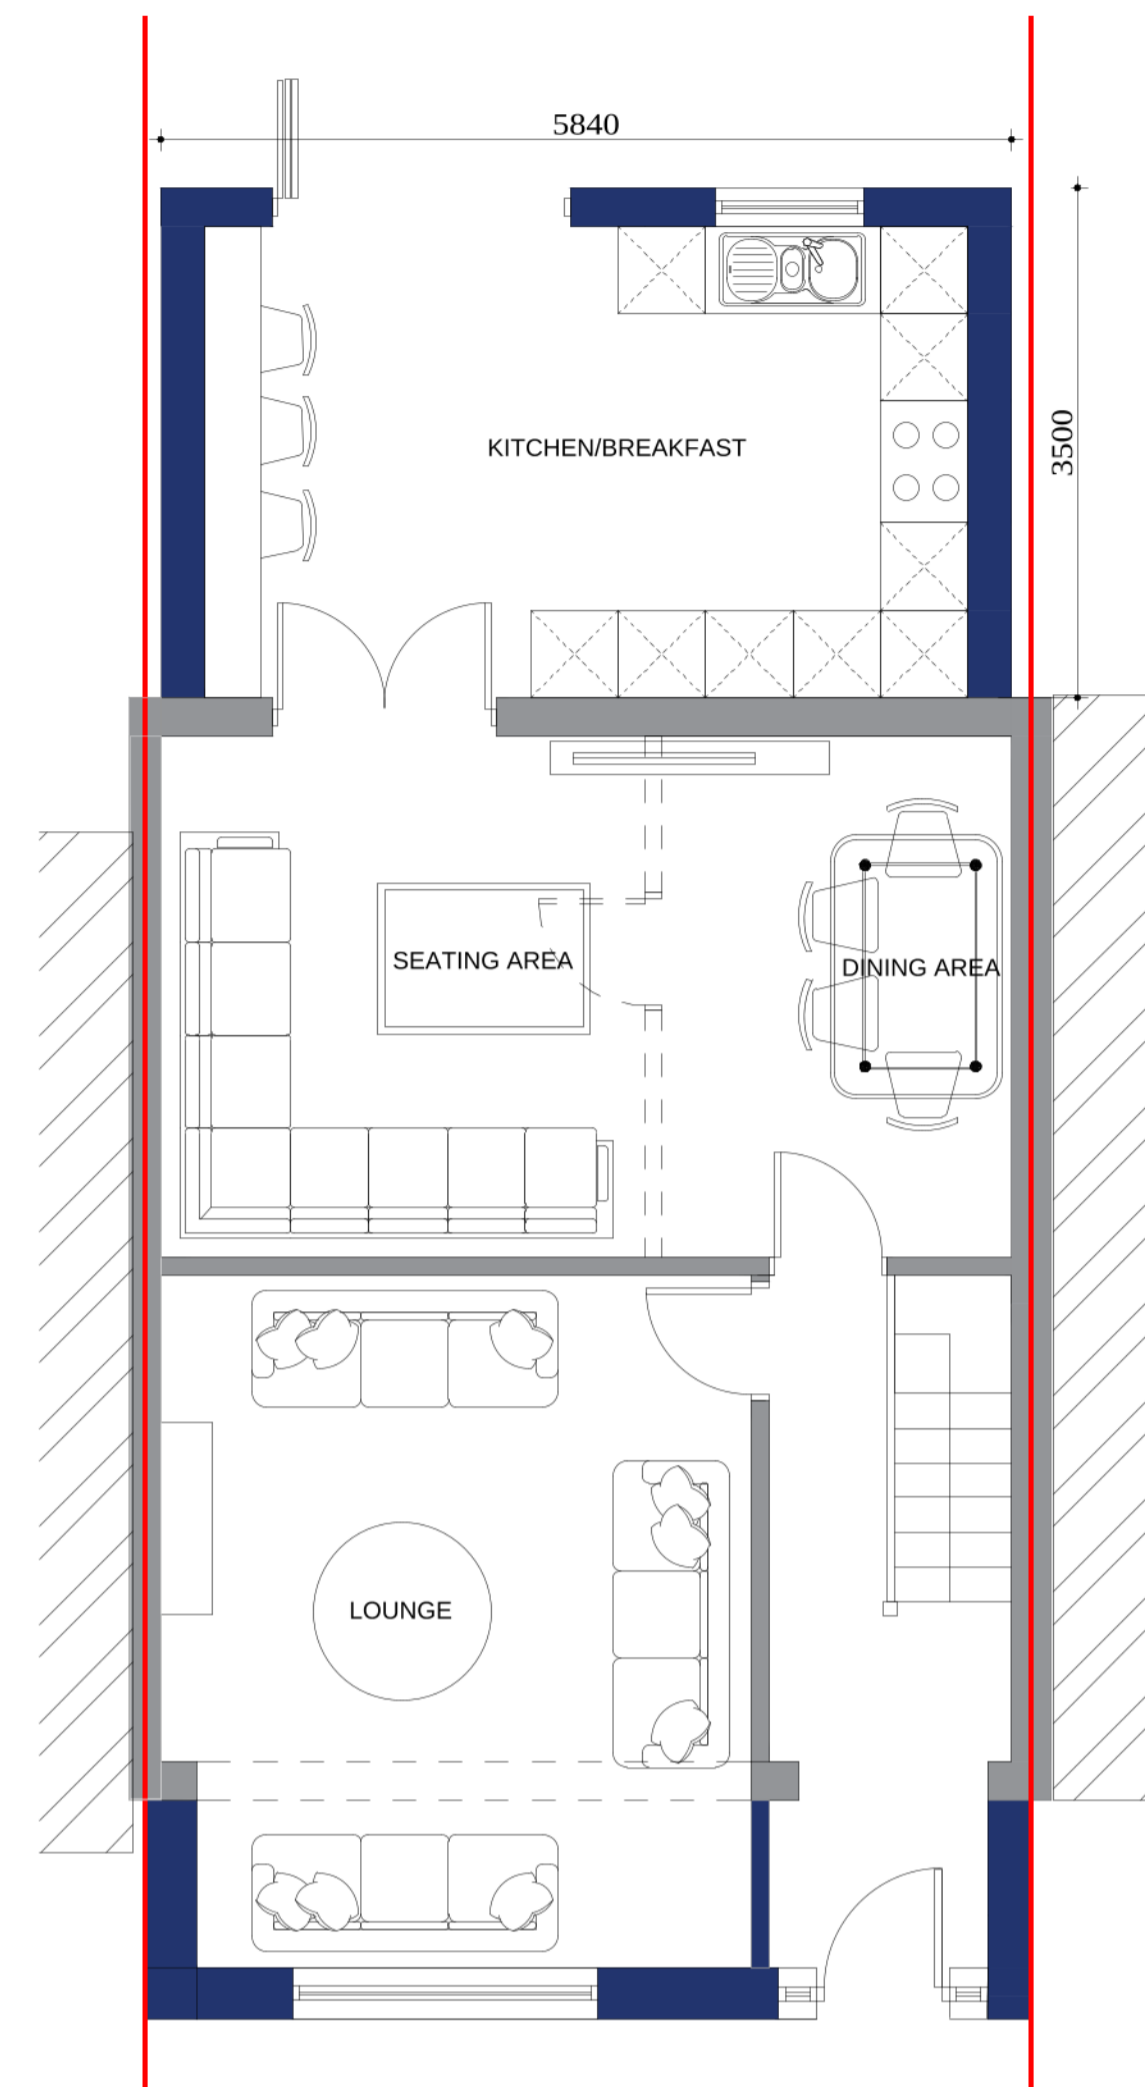 5840
3500
KITCHEN/BREAKFAST
SEATING AREA
DINING AREA
LOUNGE